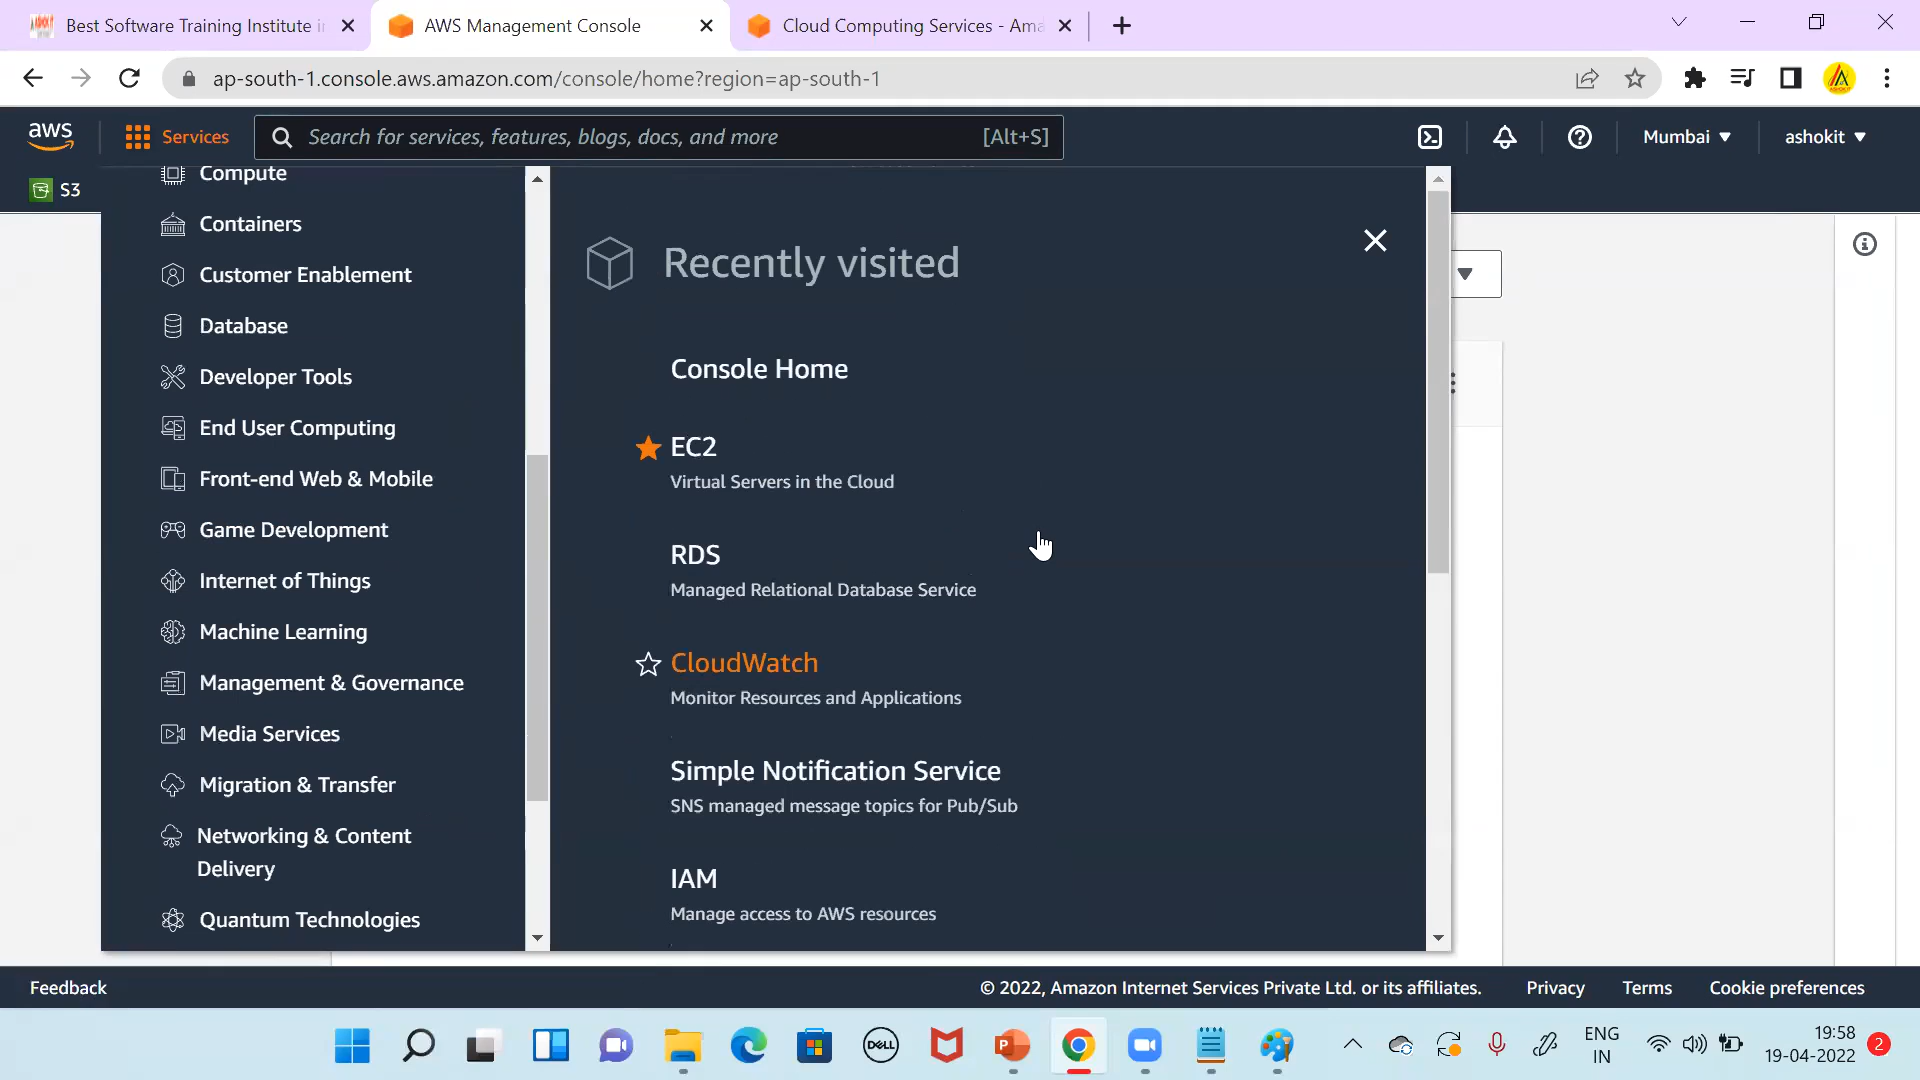 Best Software Training Institute i
AWS Management Console
Cloud Computing Services - Ama
ap-south-1.console.aws.amazon.com/console/home?region=ap-south-1
aws
Services
Search for services, features, blogs, docs, and more
[Alt+S]
Mumbai
ashokit
S3
Compute
Containers
Customer Enablement
Database
Developer Tools
End User Computing
Front-end Web & Mobile
Game Development
Internet of Things
Machine Learning
Management & Governance
Media Services
Migration & Transfer
Networking & Content
Delivery
Quantum Technologies
Recently visited
Console Home
EC2
Virtual Servers in the Cloud
RDS
Managed Relational Database Service
CloudWatch
Monitor Resources and Applications
Simple Notification Service
SNS managed message topics for Pub/Sub
IAM
Manage access to AWS resources
Feedback
© 2022, Amazon Internet Services Private Ltd. or its affiliates.
Privacy
Terms
Cookie preferences
DELL
P
ENG
IN
19:58
19-04-2022
2